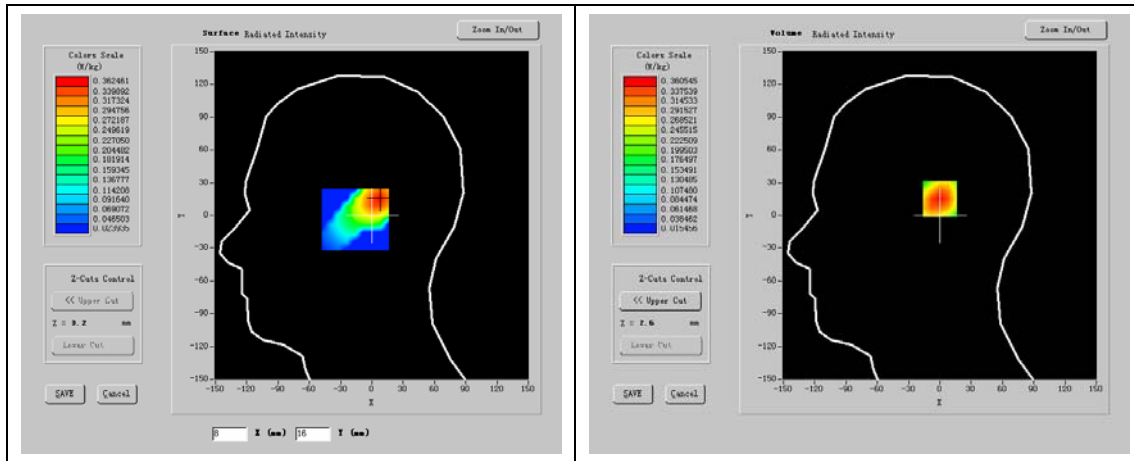 Surface Radiated Intensity
Zoom In/Out
Colors Scale
(W/kg)
0.362461
0.339892
0.317324
0.294756
0.272187
0.249619
0.227050
0.204482
0.181914
0.159345
0.136777
0.114208
0.091640
0.069072
0.046503
0.023935
Z-Cuts Control
<< Upper Cut
Z = 3.2 mm
Lower Cut
SAVE Cancel
150
120
90
60
30
0
-30
-60
-90
-120
-150
Y
-150 -120 -90 -60 -30 0 30 60 90 120 150
X
8 X (mm) 16 Y (mm)
Volume Radiated Intensity
Zoom In/Out
Colors Scale
(W/kg)
0.360545
0.337539
0.314533
0.291527
0.268521
0.245515
0.222509
0.199503
0.176497
0.153491
0.130485
0.107480
0.084474
0.061468
0.038462
0.015456
Z-Cuts Control
<< Upper Cut
Z = 2.6 mm
Lower Cut
SAVE Cancel
150
120
90
60
30
0
-30
-60
-90
-120
-150
Y
-150 -120 -90 -60 -30 0 30 60 90 120 150
X